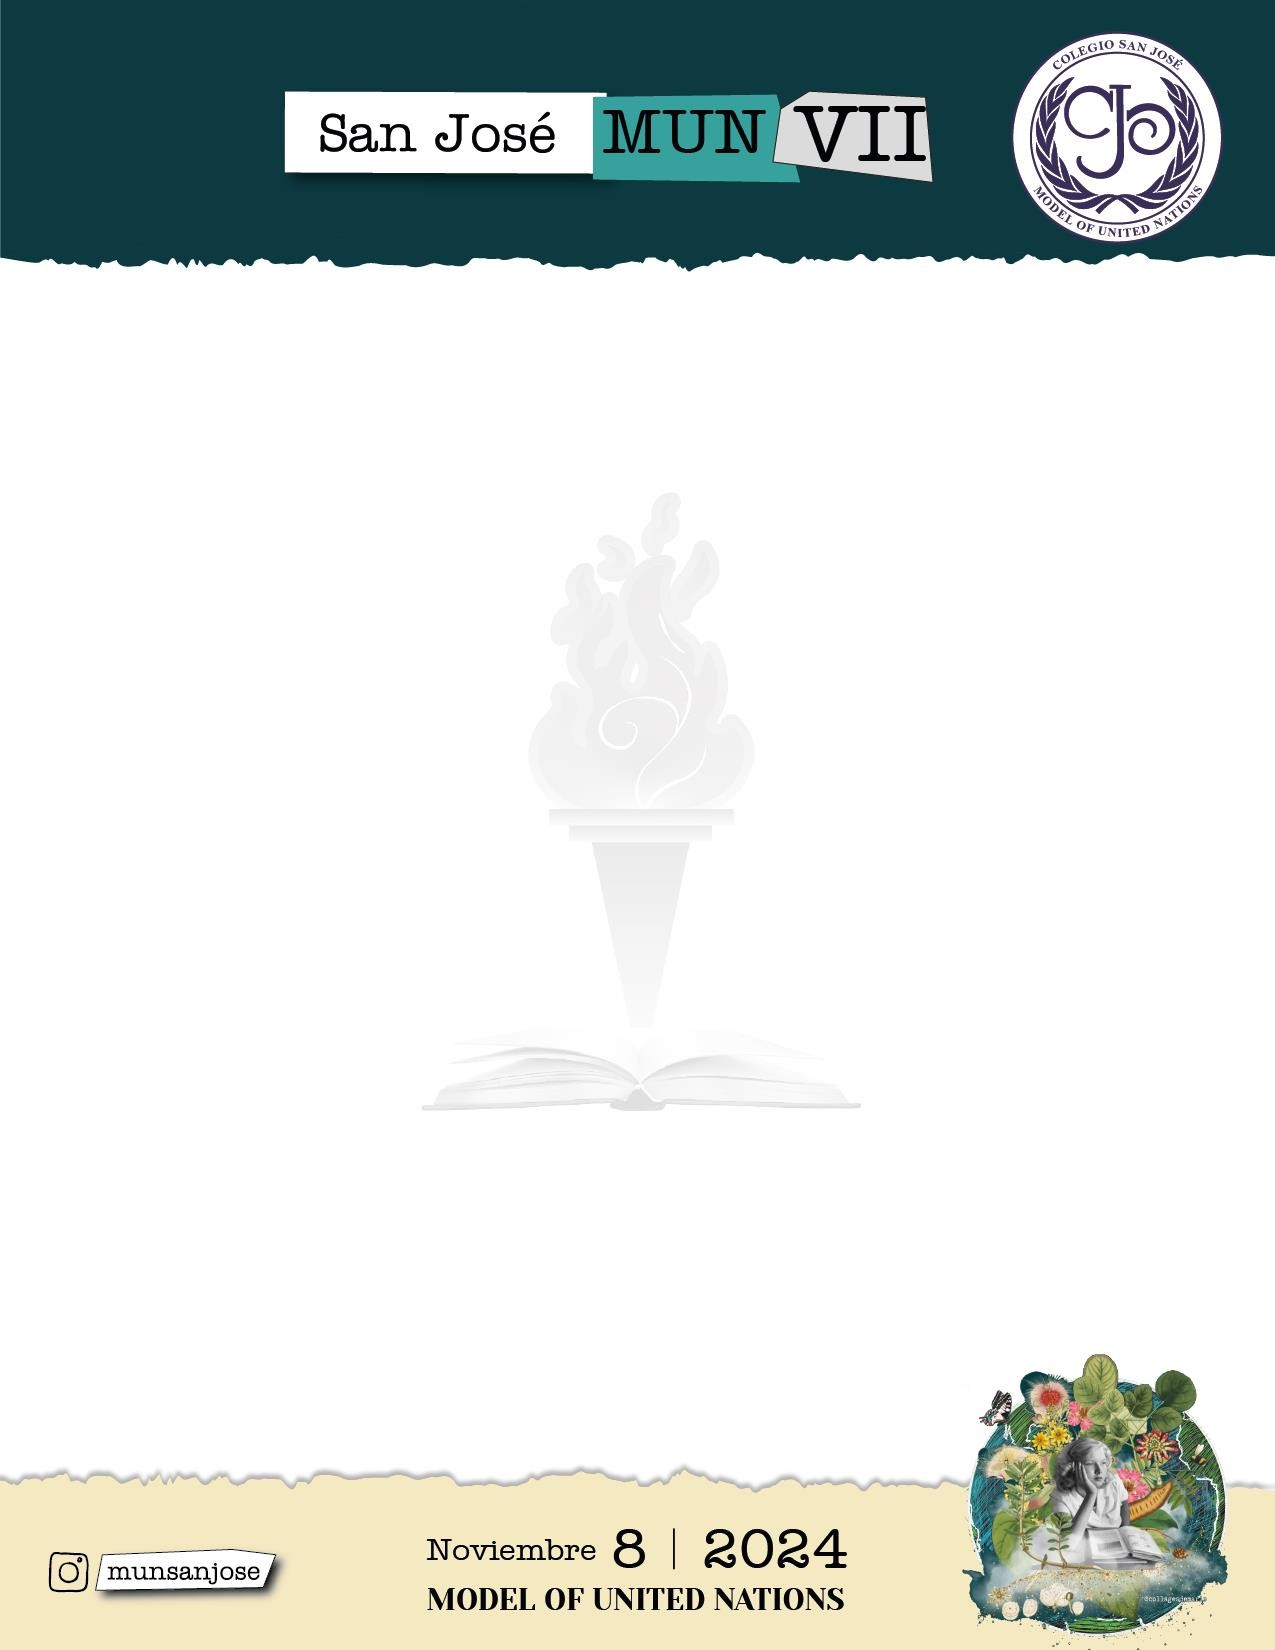 San José MUN VII
COLEGIO SAN JOSÉ
CJS
MODEL OF UNITED NATIONS
munsanjose
Noviembre 8 | 2024
MODEL OF UNITED NATIONS